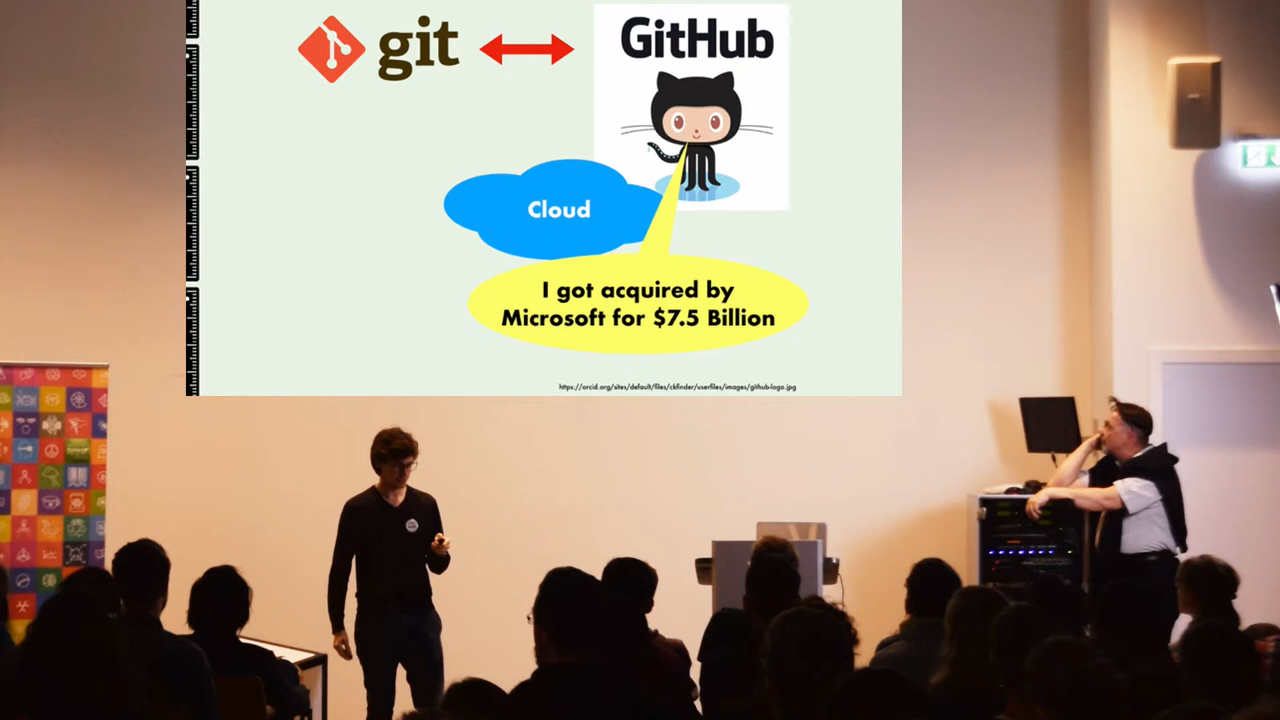 git
GitHub
Cloud
I got acquired by
Microsoft for $7.5 Billion
https://orcid.org/sites/default/files/ckfinder/userfiles/images/github-logo.jpg